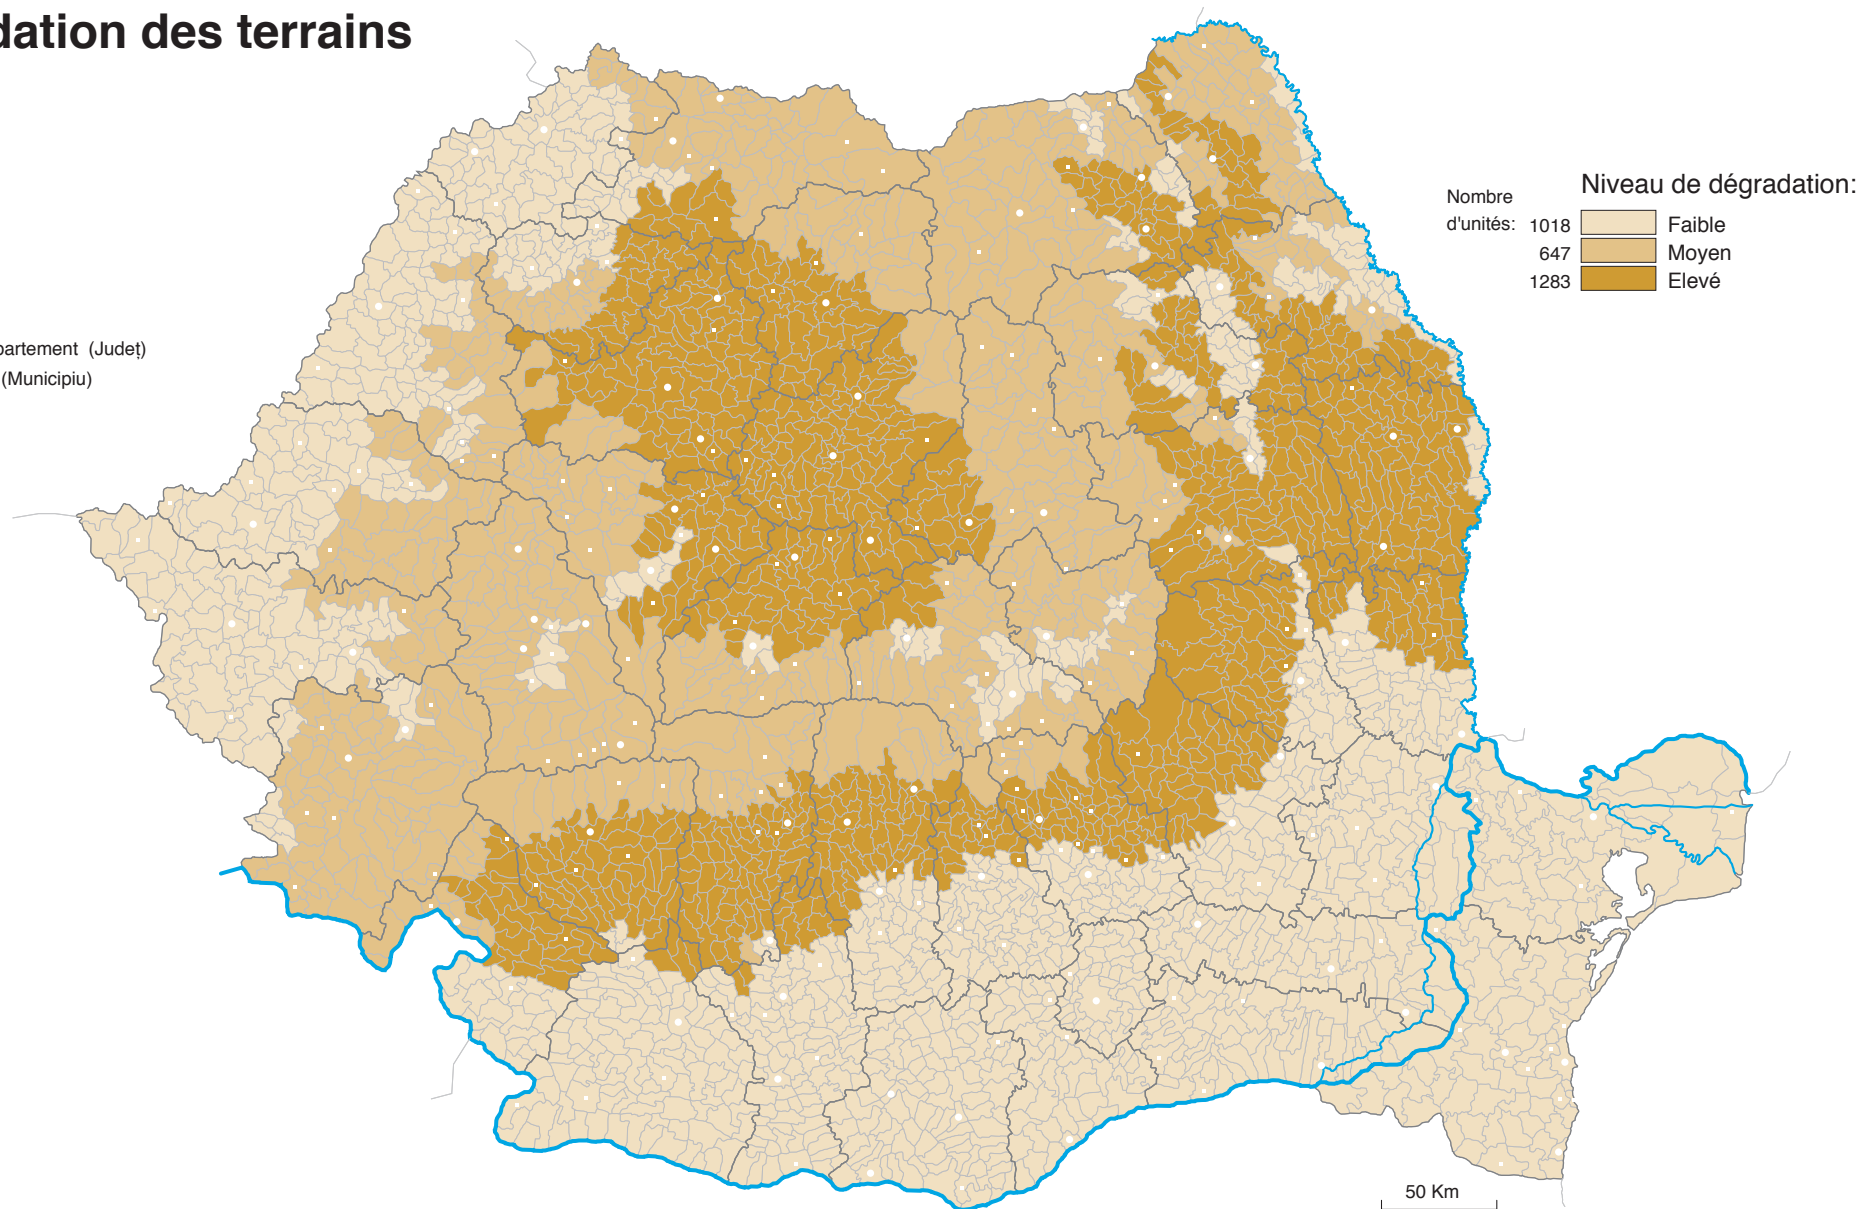 dation des terrains
Niveau de dégradation:
Nombre
d'unités:
1018 Faible
647 Moyen
1283 Elevé
partement (Județ)
(Municipiu)
50 Km